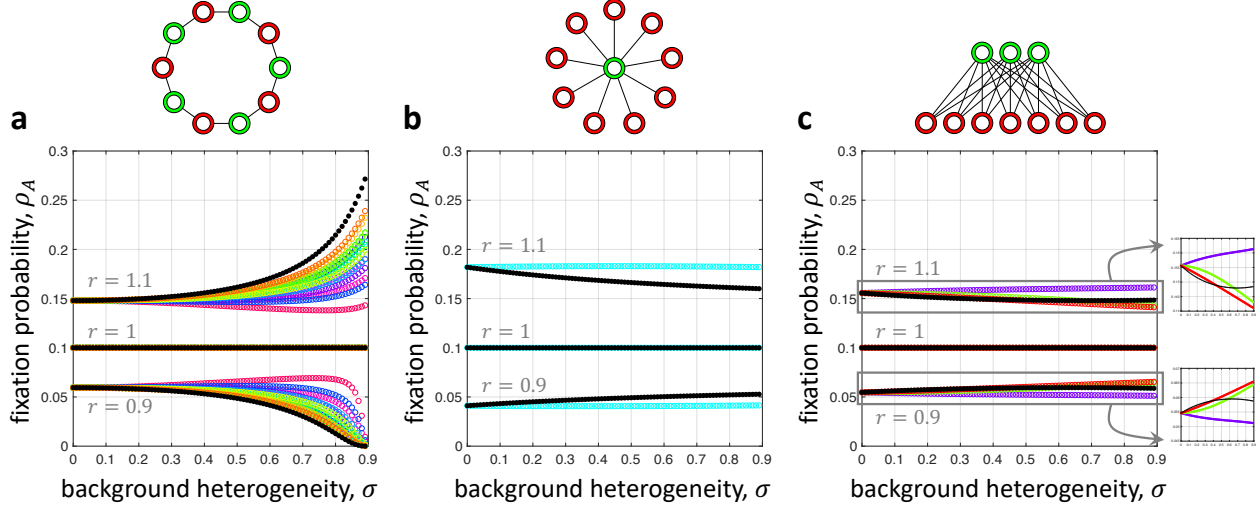 a
b
c
fixation probability, ρ_A
0.3
0.25
0.2
0.15
0.1
0.05
0
r = 1.1
r = 1
r = 0.9
0 0.1 0.2 0.3 0.4 0.5 0.6 0.7 0.8 0.9
background heterogeneity, σ
fixation probability, ρ_A
0.3
0.25
0.2
0.15
0.1
0.05
0
r = 1.1
r = 1
r = 0.9
0 0.1 0.2 0.3 0.4 0.5 0.6 0.7 0.8 0.9
background heterogeneity, σ
fixation probability, ρ_A
0.3
0.25
0.2
0.15
0.1
0.05
0
r = 1.1
r = 1
r = 0.9
0 0.1 0.2 0.3 0.4 0.5 0.6 0.7 0.8 0.9
background heterogeneity, σ